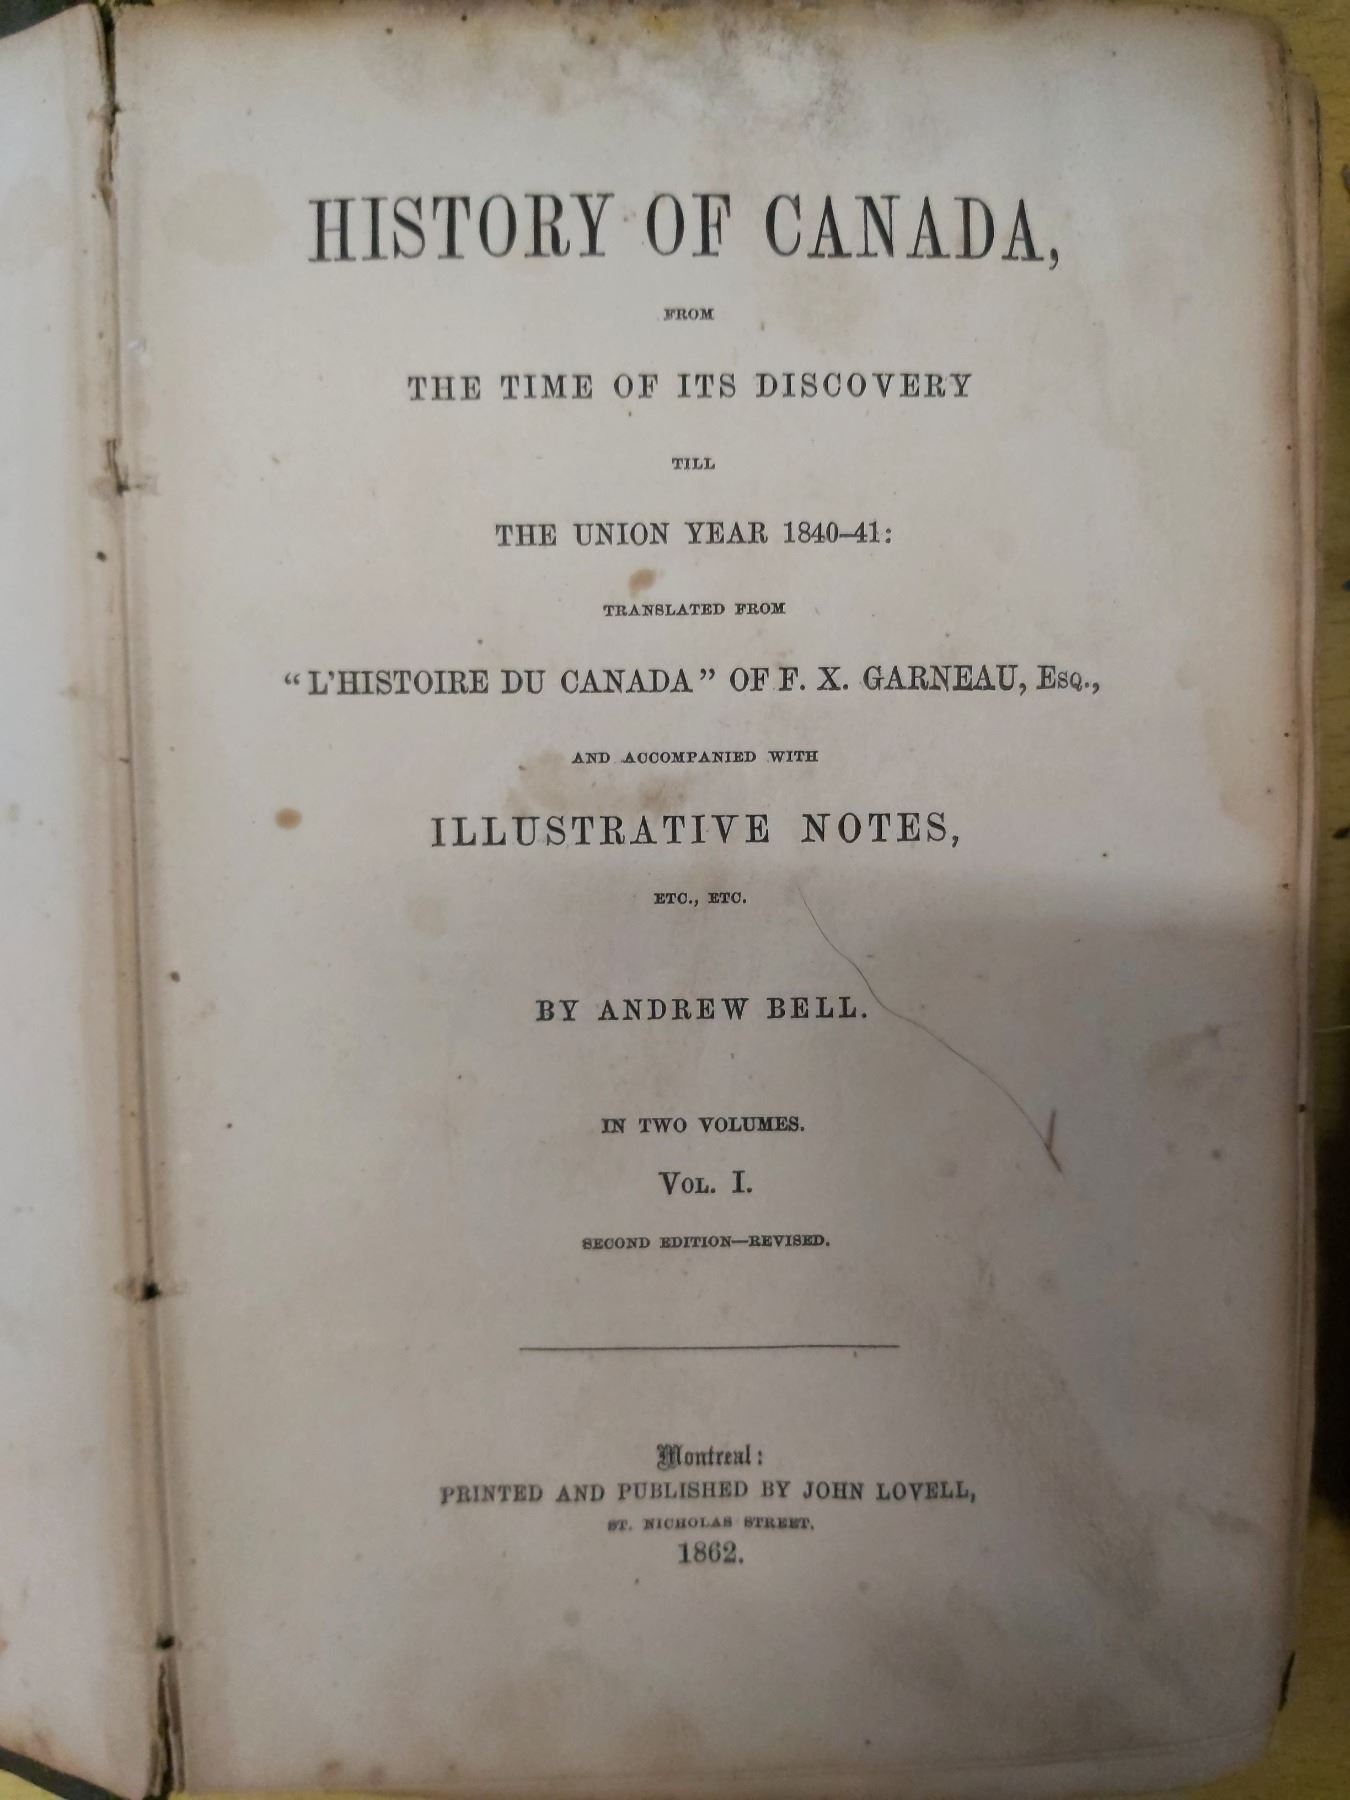 HISTORY OF CANADA,
FROM
THE TIME OF ITS DISCOVERY
TILL
THE UNION YEAR 1840–41:
TRANSLATED FROM
“L'HISTOIRE DU CANADA” OF F. X. GARNEAU, ESQ.,
AND ACCOMPANIED WITH
ILLUSTRATIVE NOTES,
ETC., ETC.
BY ANDREW BELL.
IN TWO VOLUMES.
VOL. I.
SECOND EDITION—REVISED.
Montreal:
PRINTED AND PUBLISHED BY JOHN LOVELL,
ST. NICHOLAS STREET.
1862.